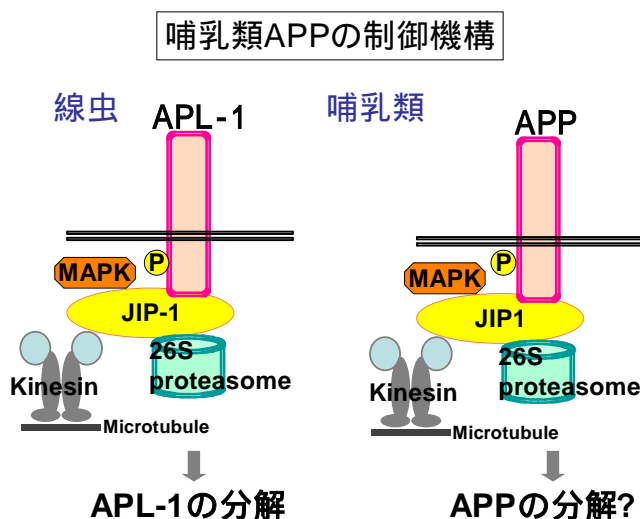 哺乳類APPの制御機構
線虫
APL-1
P
MAPK
JIP-1
26S
proteasome
Kinesin
Microtubule
APL-1の分解
哺乳類
APP
P
MAPK
JIP1
26S
proteasome
Kinesin
Microtubule
APPの分解?